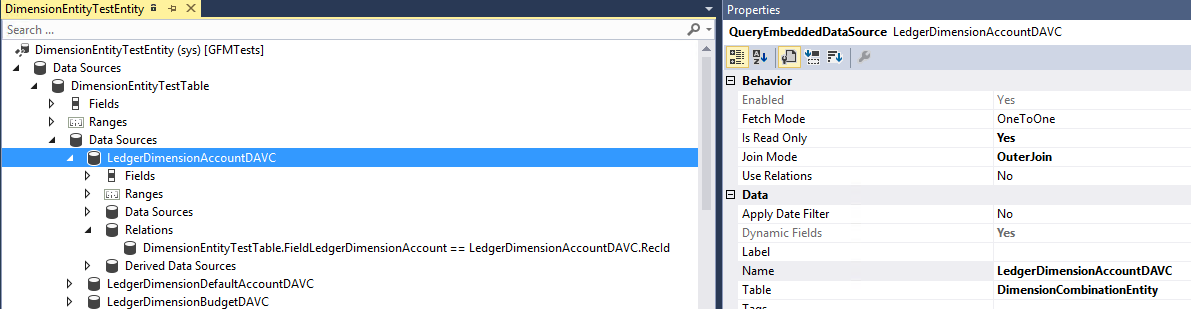 DimensionEntityTestEntity
Search ...
DimensionEntityTestEntity (sys) [GFMTests]
Data Sources
DimensionEntityTestTable
Fields
Ranges
Data Sources
LedgerDimensionAccountDAVC
Fields
Ranges
Data Sources
Relations
DimensionEntityTestTable.FieldLedgerDimensionAccount == LedgerDimensionAccountDAVC.RecId
Derived Data Sources
LedgerDimensionDefaultAccountDAVC
LedgerDimensionBudgetDAVC
Properties
QueryEmbeddedDataSource LedgerDimensionAccountDAVC
Behavior
Enabled Yes
Fetch Mode OneToOne
Is Read Only Yes
Join Mode OuterJoin
Use Relations No
Data
Apply Date Filter No
Dynamic Fields Yes
Label
Name LedgerDimensionAccountDAVC
Table DimensionCombinationEntity
Tags